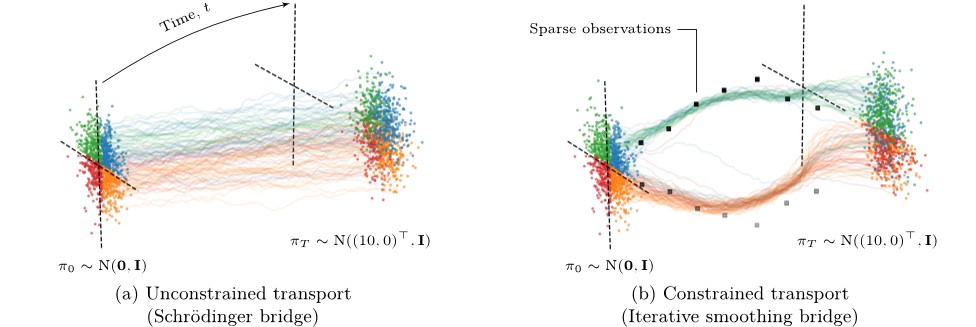 Time, t
Sparse observations
π_T ∼ N((10, 0)^⊤, I)
π_T ∼ N((10, 0)^⊤, I)
π_0 ∼ N(0, I)
π_0 ∼ N(0, I)
(a) Unconstrained transport
(Schrödinger bridge)
(b) Constrained transport
(Iterative smoothing bridge)